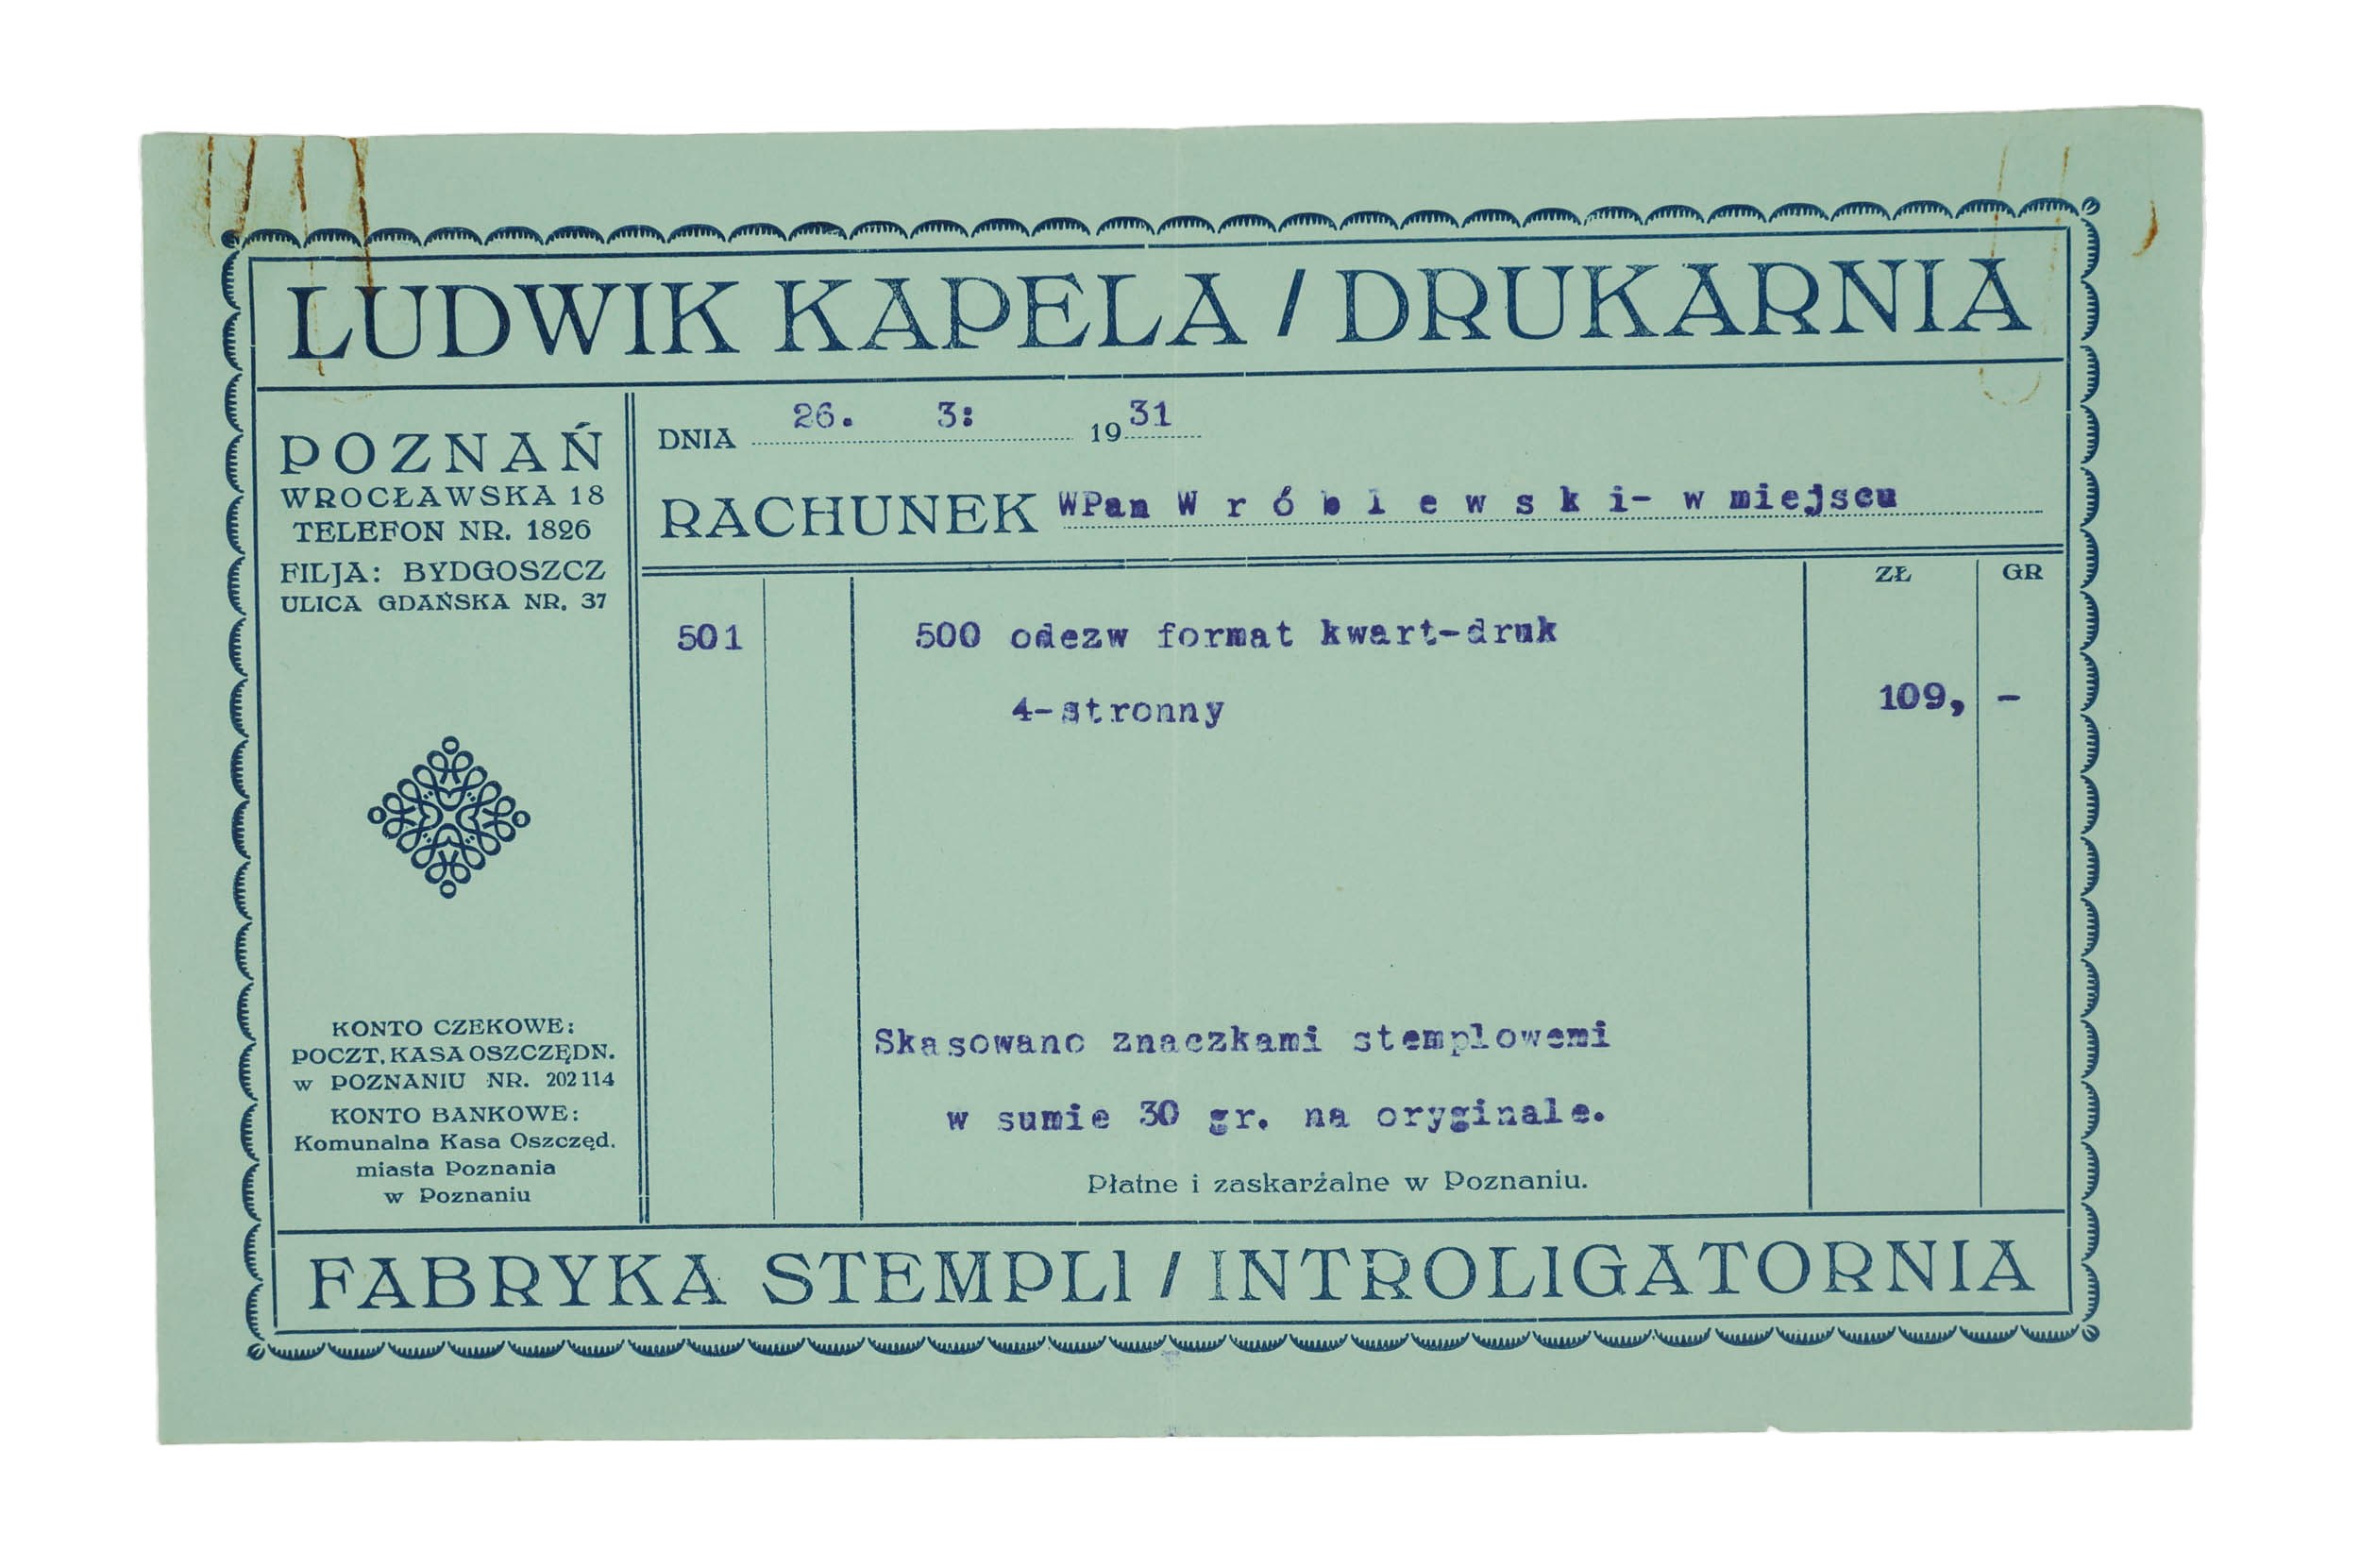 LUDWIK KAPELA / DRUKARNIA
POZNAŃ
WROCŁAWSKA 18
TELEFON NR. 1826
FILJA: BYDGOSZCZ
ULICA GDAŃSKA NR. 37
KONTO CZEKOWE:
POCZT. KASA OSZCZĘDN.
w POZNANIU NR. 202114
KONTO BANKOWE:
Komunalna Kasa Oszczęd.
miasta Poznania
w Poznaniu
DNIA 26. 3: 1931
RACHUNEK WPan W r ó b l e w s k i- w miejscu
ZŁ GR
501 500 odezw format kwart-druk
4-stronny 109, -
Skasowano znaczkami stemplowemi
w sumie 30 gr. na oryginale.
Płatne i zaskarżalne w Poznaniu.
FABRYKA STEMPLI / INTROLIGATORNIA